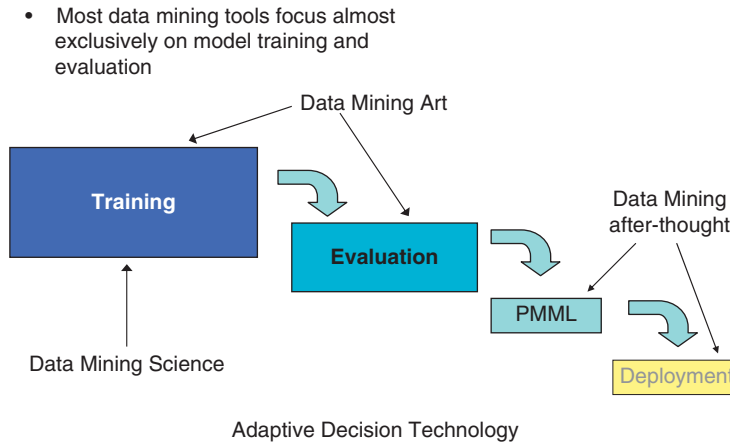 • Most data mining tools focus almost
exclusively on model training and
evaluation
Data Mining Art
Training
Data Mining
after-thought
Evaluation
PMML
Data Mining Science
Deployment
Adaptive Decision Technology